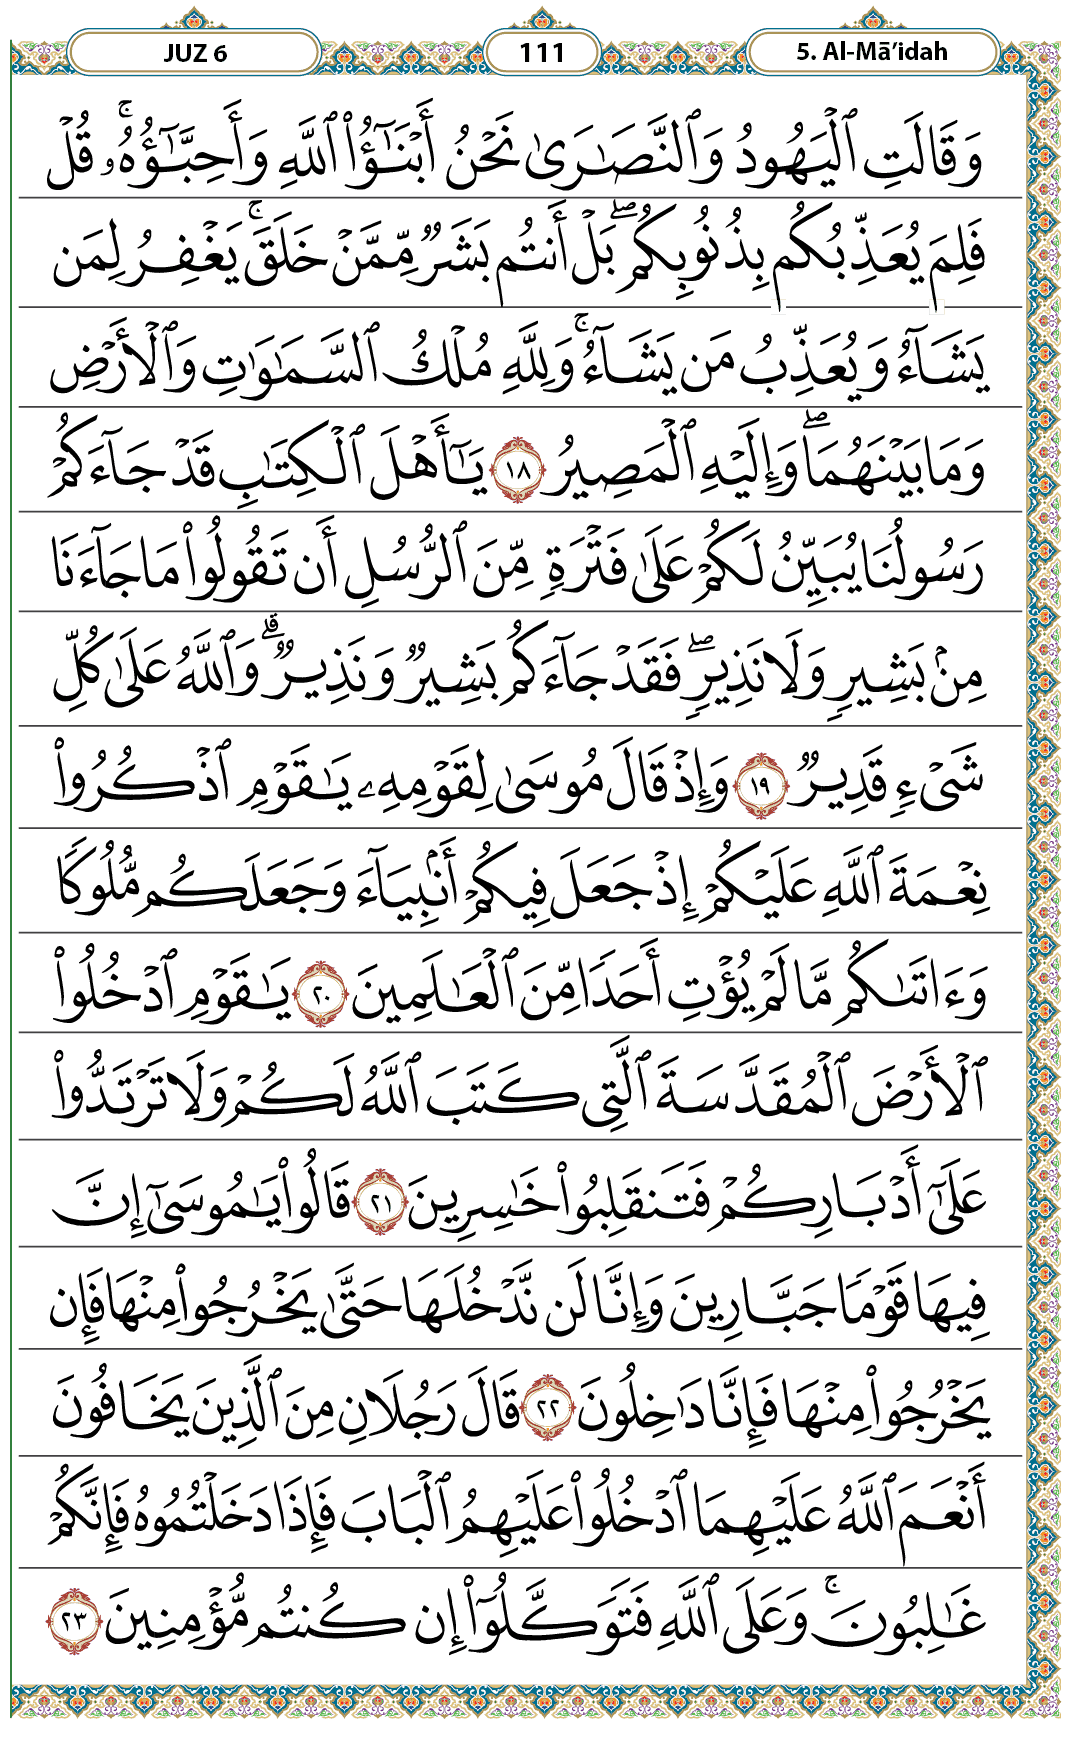 JUZ 6 111 5. Al-Mā’idah
وَقَالَتِ ٱلْيَهُودُ وَٱلنَّصَـٰرَىٰ نَحْنُ أَبْنَـٰٓؤُا۟ ٱللَّهِ وَأَحِبَّـٰٓؤُهُۥ ۚ قُلْ
فَلِمَ يُعَذِّبُكُم بِذُنُوبِكُم ۖ بَلْ أَنتُم بَشَرٌ مِّمَّنْ خَلَقَ ۚ يَغْفِرُ لِمَن
يَشَآءُ وَيُعَذِّبُ مَن يَشَآءُ ۚ وَلِلَّهِ مُلْكُ ٱلسَّمَـٰوَٰتِ وَٱلْأَرْضِ
وَمَا بَيْنَهُمَا ۖ وَإِلَيْهِ ٱلْمَصِيرُ ١٨ يَـٰٓأَهْلَ ٱلْكِتَـٰبِ قَدْ جَآءَكُمْ
رَسُولُنَا يُبَيِّنُ لَكُمْ عَلَىٰ فَتْرَةٍ مِّنَ ٱلرُّسُلِ أَن تَقُولُوا۟ مَا جَآءَنَا
مِنۢ بَشِيرٍ وَلَا نَذِيرٍ ۖ فَقَدْ جَآءَكُم بَشِيرٌ وَنَذِيرٌ ۗ وَٱللَّهُ عَلَىٰ كُلِّ
شَىْءٍ قَدِيرٌ ١٩ وَإِذْ قَالَ مُوسَىٰ لِقَوْمِهِۦ يَـٰقَوْمِ ٱذْكُرُوا۟
نِعْمَةَ ٱللَّهِ عَلَيْكُمْ إِذْ جَعَلَ فِيكُمْ أَنۢبِيَآءَ وَجَعَلَكُم مُّلُوكًا
وَءَاتَىٰكُم مَّا لَمْ يُؤْتِ أَحَدًا مِّنَ ٱلْعَـٰلَمِينَ ٢٠ يَـٰقَوْمِ ٱدْخُلُوا۟
ٱلْأَرْضَ ٱلْمُقَدَّسَةَ ٱلَّتِى كَتَبَ ٱللَّهُ لَكُمْ وَلَا تَرْتَدُّوا۟
عَلَىٰٓ أَدْبَارِكُمْ فَتَنقَلِبُوا۟ خَـٰسِرِينَ ٢١ قَالُوا۟ يَـٰمُوسَىٰٓ إِنَّ
فِيهَا قَوْمًا جَبَّارِينَ وَإِنَّا لَن نَّدْخُلَهَا حَتَّىٰ يَخْرُجُوا۟ مِنْهَا فَإِن
يَخْرُجُوا۟ مِنْهَا فَإِنَّا دَٰخِلُونَ ٢٢ قَالَ رَجُلَانِ مِنَ ٱلَّذِينَ يَخَافُونَ
أَنْعَمَ ٱللَّهُ عَلَيْهِمَا ٱدْخُلُوا۟ عَلَيْهِمُ ٱلْبَابَ فَإِذَا دَخَلْتُمُوهُ فَإِنَّكُمْ
غَـٰلِبُونَ ۚ وَعَلَى ٱللَّهِ فَتَوَكَّلُوٓا۟ إِن كُنتُم مُّؤْمِنِينَ ٢٣